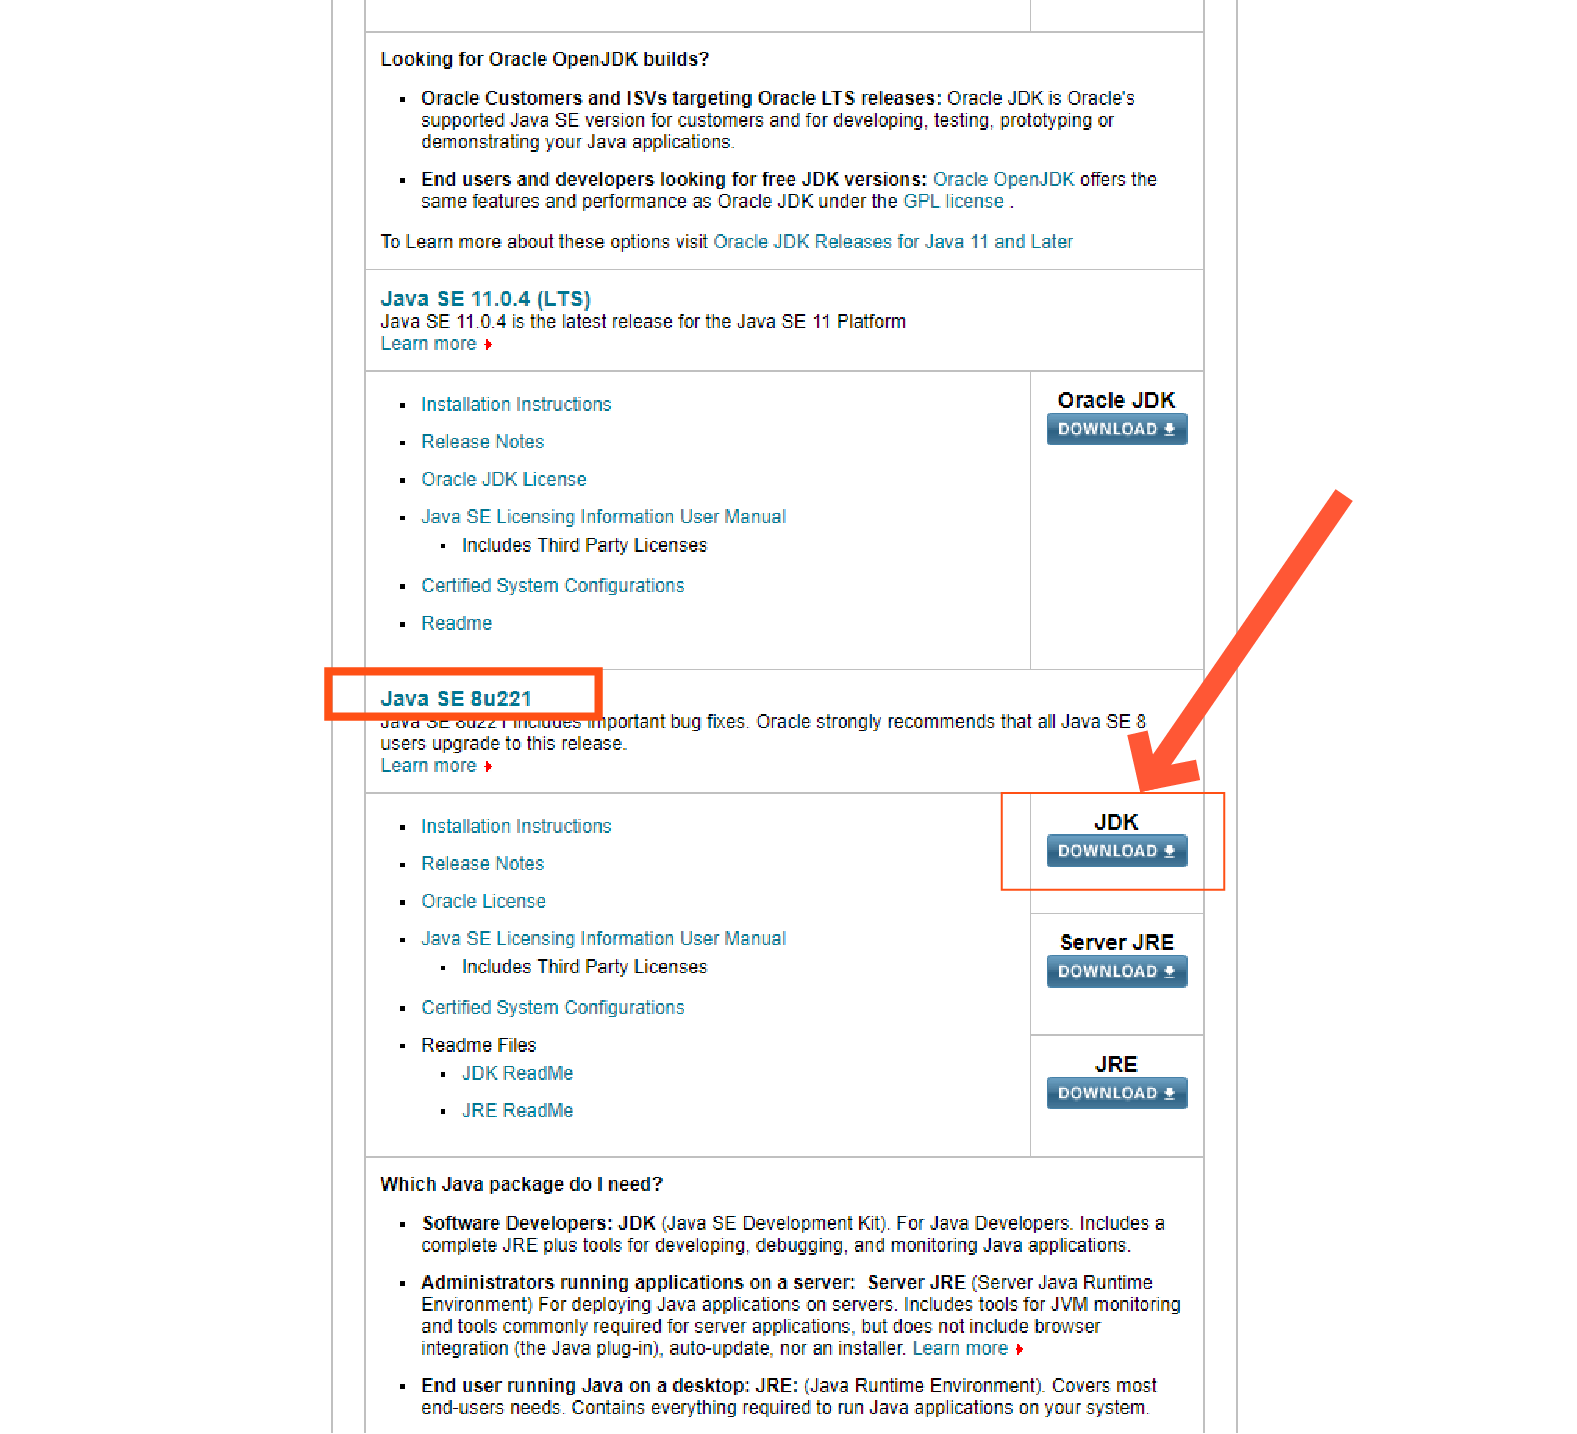 Looking for Oracle OpenJDK builds?
Oracle Customers and ISVs targeting Oracle LTS releases: Oracle JDK is Oracle's
supported Java SE version for customers and for developing, testing, prototyping or
demonstrating your Java applications.
End users and developers looking for free JDK versions: Oracle OpenJDK offers the
same features and performance as Oracle JDK under the GPL license .
To Learn more about these options visit Oracle JDK Releases for Java 11 and Later
Java SE 11.0.4 (LTS)
Java SE 11.0.4 is the latest release for the Java SE 11 Platform
Learn more
Installation Instructions
Release Notes
Oracle JDK License
Java SE Licensing Information User Manual
Includes Third Party Licenses
Certified System Configurations
Readme
Oracle JDK
DOWNLOAD
Java SE 8u221
Java SE 8u221 includes important bug fixes. Oracle strongly recommends that all Java SE 8
users upgrade to this release.
Learn more
Installation Instructions
Release Notes
Oracle License
Java SE Licensing Information User Manual
Includes Third Party Licenses
Certified System Configurations
Readme Files
JDK ReadMe
JRE ReadMe
JDK
DOWNLOAD
Server JRE
DOWNLOAD
JRE
DOWNLOAD
Which Java package do I need?
Software Developers: JDK (Java SE Development Kit). For Java Developers. Includes a
complete JRE plus tools for developing, debugging, and monitoring Java applications.
Administrators running applications on a server: Server JRE (Server Java Runtime
Environment) For deploying Java applications on servers. Includes tools for JVM monitoring
and tools commonly required for server applications, but does not include browser
integration (the Java plug-in), auto-update, nor an installer. Learn more
End user running Java on a desktop: JRE: (Java Runtime Environment). Covers most
end-users needs. Contains everything required to run Java applications on your system.